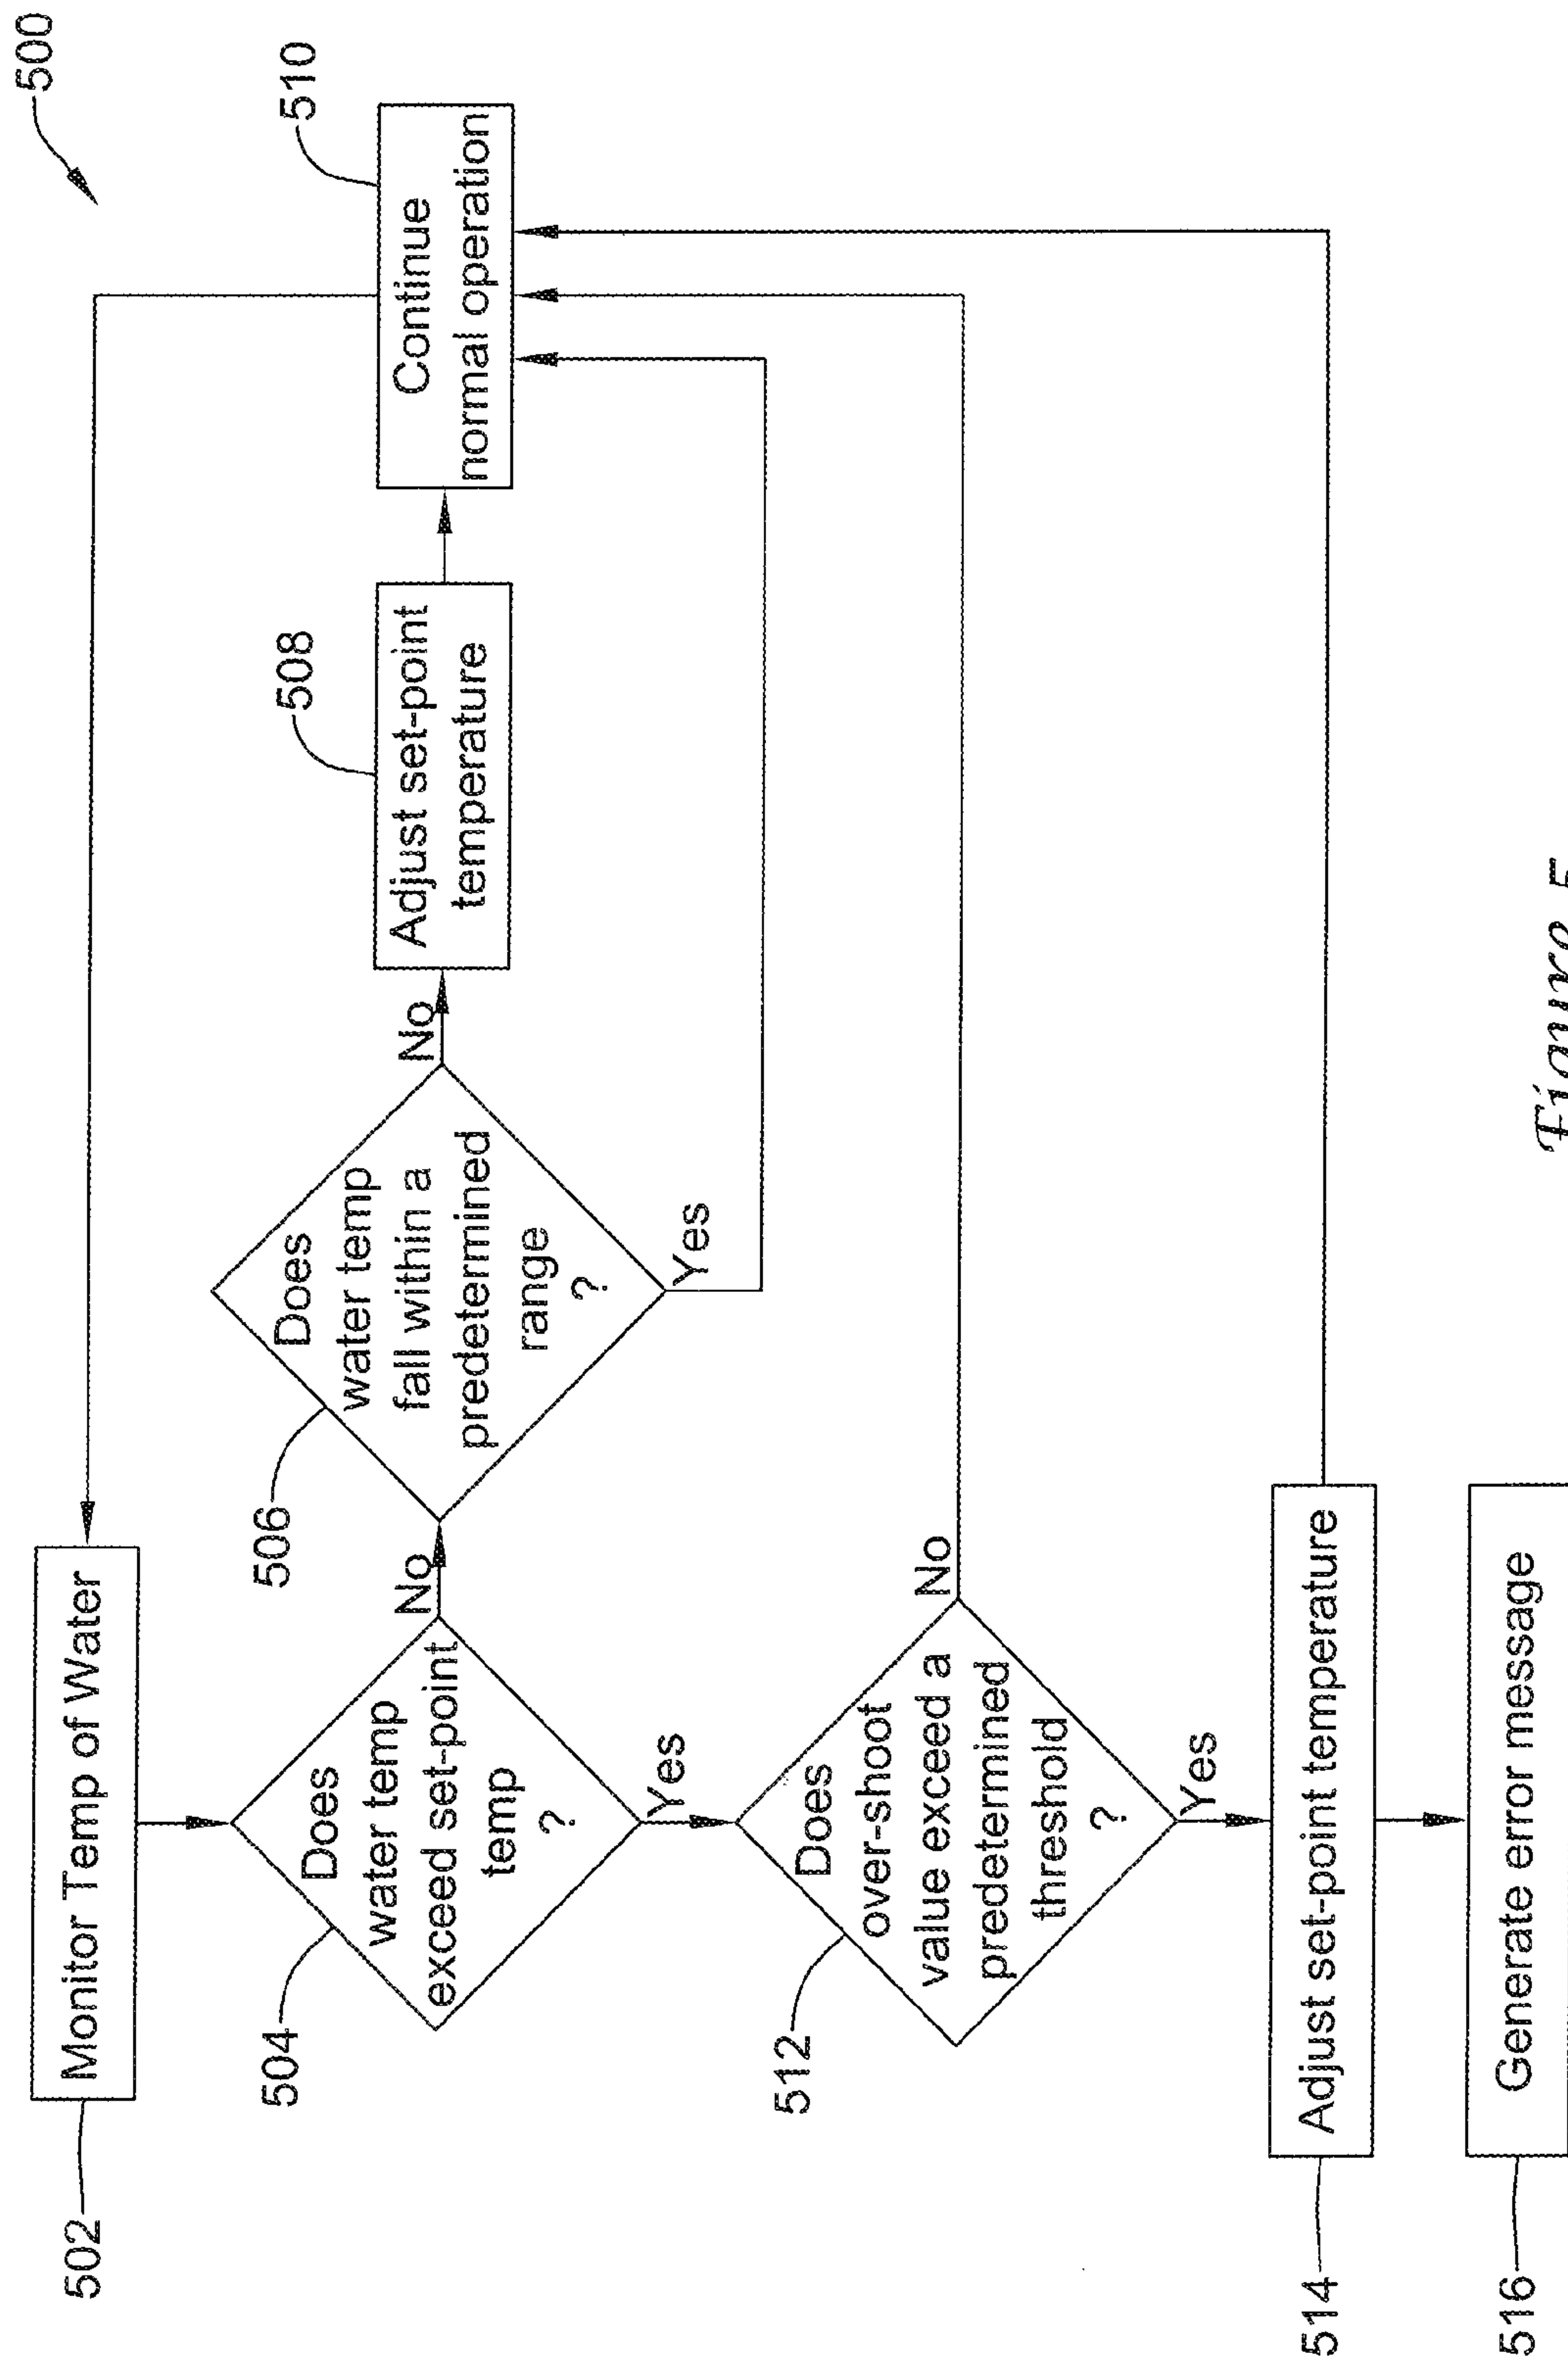 500
502
Monitor Temp of Water
504
Does
water temp
exceed set-point
temp
?
No
Yes
506
Does
water temp
fall within a
predetermined
range
?
No
Yes
508
Adjust set-point
temperature
510
Continue
normal operation
512
Does
over-shoot
value exceed a
predetermined
threshold
?
No
Yes
514
Adjust set-point temperature
516
Generate error message
Figure 5